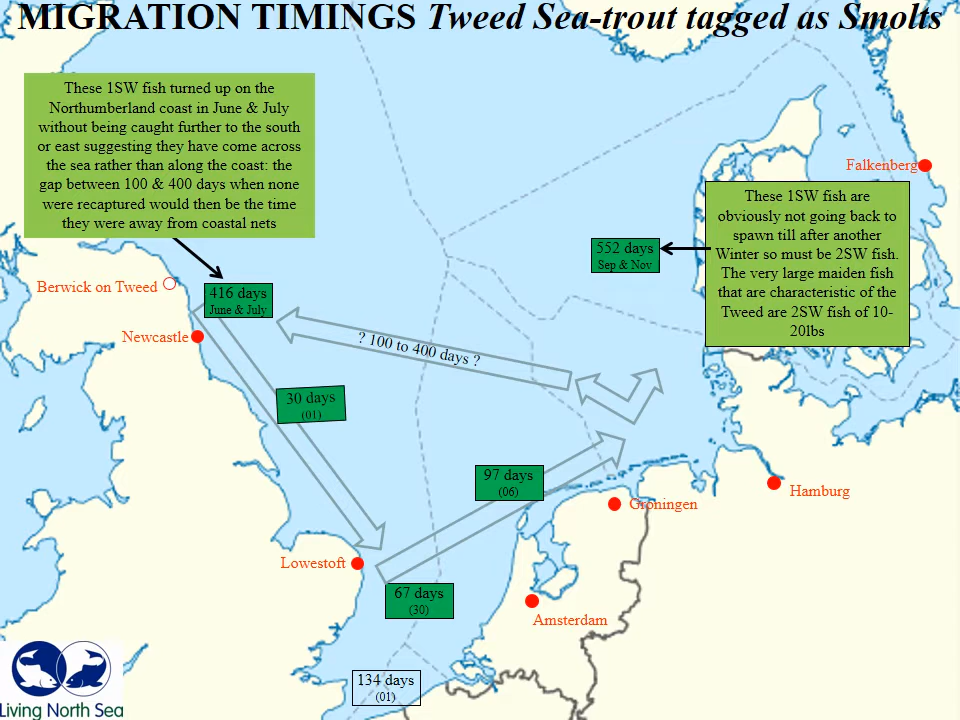 MIGRATION TIMINGS Tweed Sea-trout tagged as Smolts
These 1SW fish turned up on the
Northumberland coast in June & July
without being caught further to the south
or east suggesting they have come across
the sea rather than along the coast: the
gap between 100 & 400 days when none
were recaptured would then be the time
they were away from coastal nets
Falkenberg
These 1SW fish are
obviously not going back to
spawn till after another
Winter so must be 2SW fish.
The very large maiden fish
that are characteristic of the
Tweed are 2SW fish of 10-
20lbs
552 days
Sep & Nov
Berwick on Tweed
416 days
June & July
Newcastle
? 100 to 400 days ?
30 days
(01)
97 days
(06)
Hamburg
Groningen
Lowestoft
67 days
(30)
Amsterdam
134 days
(01)
Living North Sea